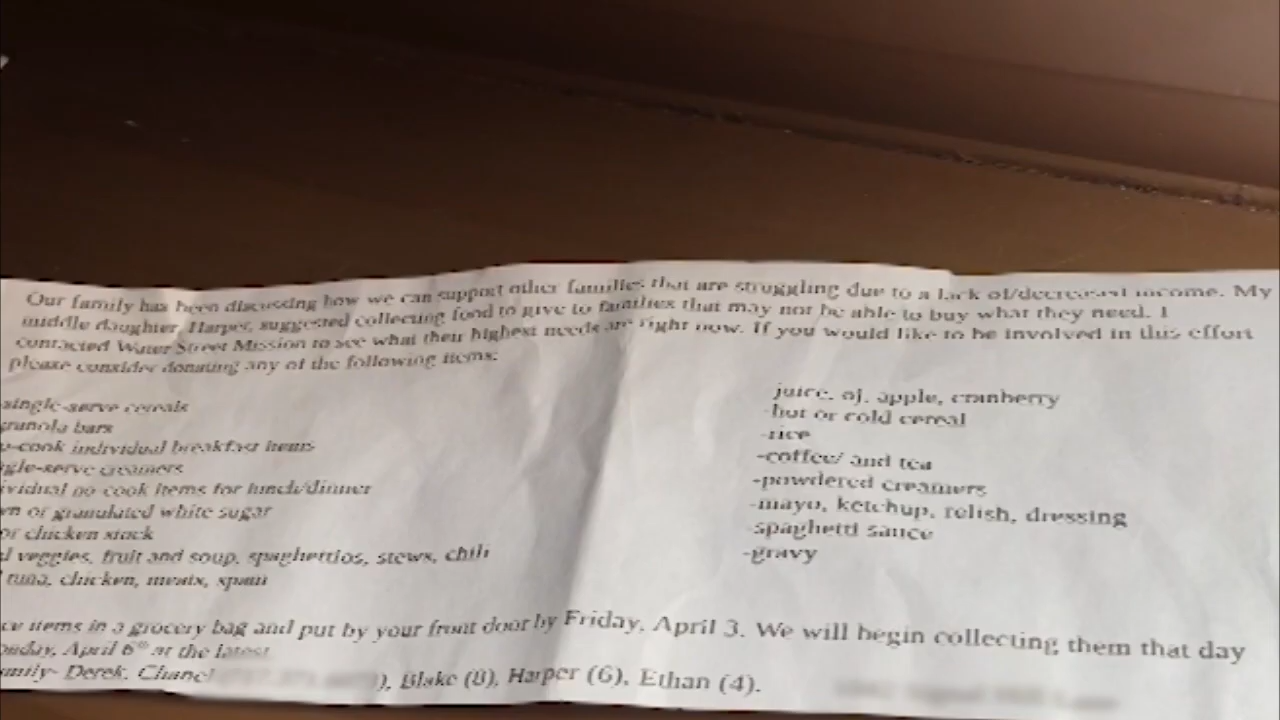 Our family has been discussing how we can support other families that are struggling due to a lack of/decreased income. My
middle daughter, Harper, suggested collecting food to give to families that may not be able to buy what they need. I
contacted Water Street Mission to see what their highest needs are right now. If you would like to be involved in this effort
please consider donating any of the following items:
single-serve cereals
granola bars
o-cook individual breakfast items
gle-serve creamers
ividual no cook items for lunch/dinner
wn or granulated white sugar
or chicken stock
d veggies, fruit and soup, spaghettios, stews, chili
tuna, chicken, meats, spam
juice, oj, apple, cranberry
-hot or cold cereal
-rice
-coffee/ and tea
-powdered creamers
-mayo, ketchup, relish, dressing
-spaghetti sauce
-gravy
ce items in a grocery bag and put by your front door by Friday, April 3. We will begin collecting them that day
onday, April 6th at the latest
amily- Derek, Chanel ), Blake (8), Harper (6), Ethan (4).